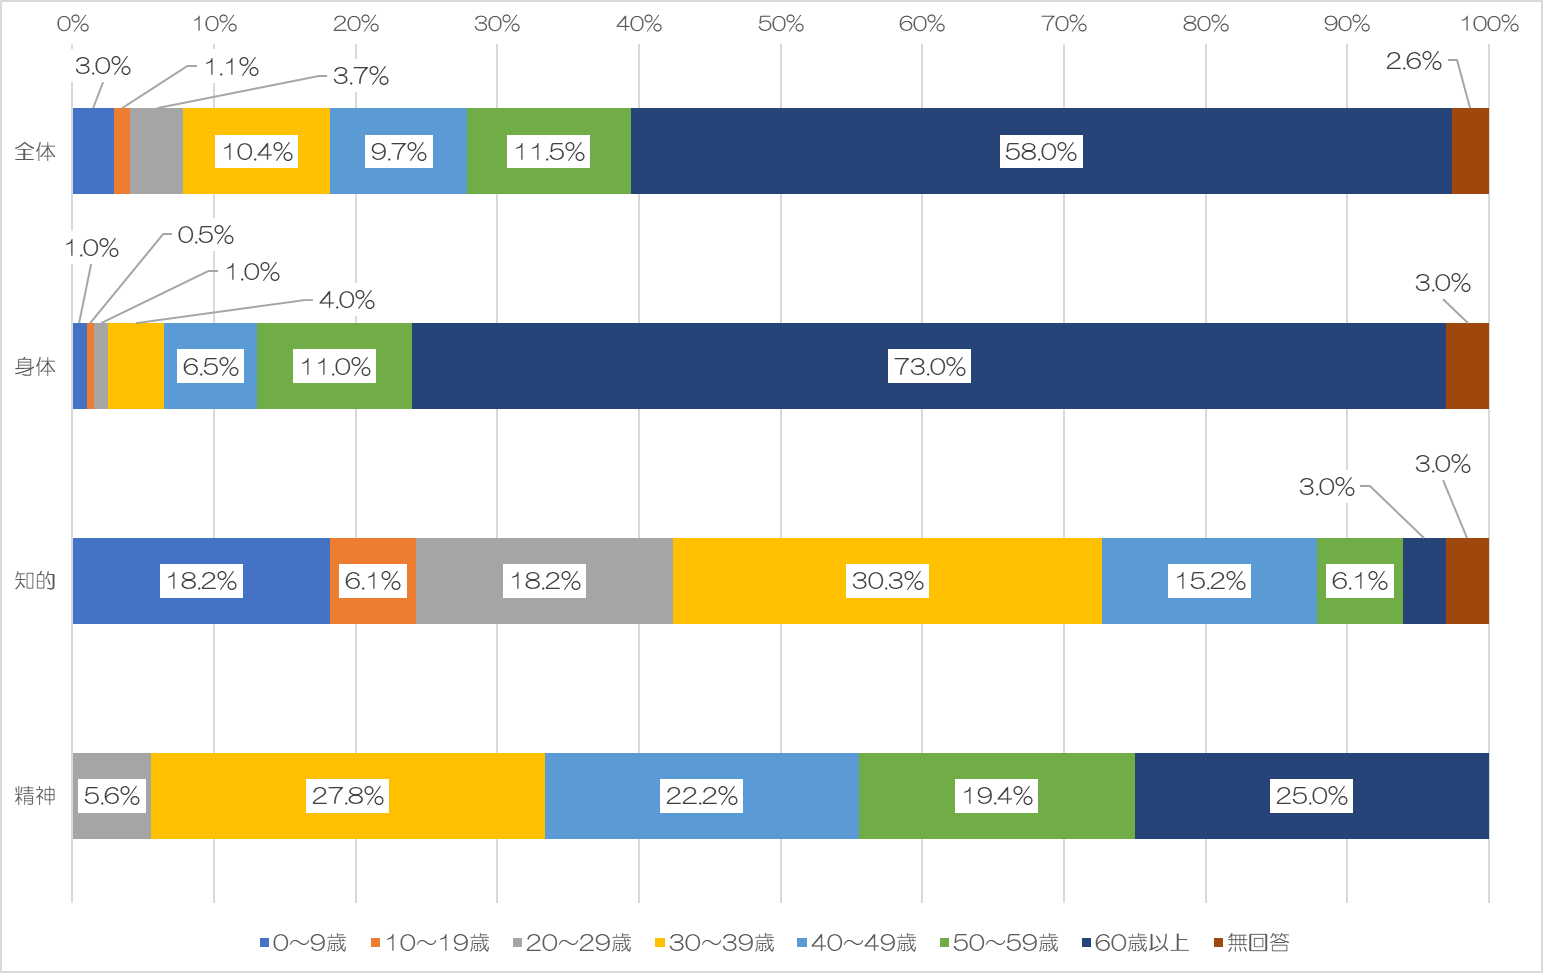 0% 10% 20% 30% 40% 50% 60% 70% 80% 90% 100%
3.0% 1.1% 3.7% 2.6%
全体 10.4% 9.7% 11.5% 58.0%
1.0% 0.5% 1.0% 4.0% 3.0%
身体 6.5% 11.0% 73.0%
3.0% 3.0%
知的 18.2% 6.1% 18.2% 30.3% 15.2% 6.1%
精神 5.6% 27.8% 22.2% 19.4% 25.0%
0～9歳 10～19歳 20～29歳 30～39歳 40～49歳 50～59歳 60歳以上 無回答